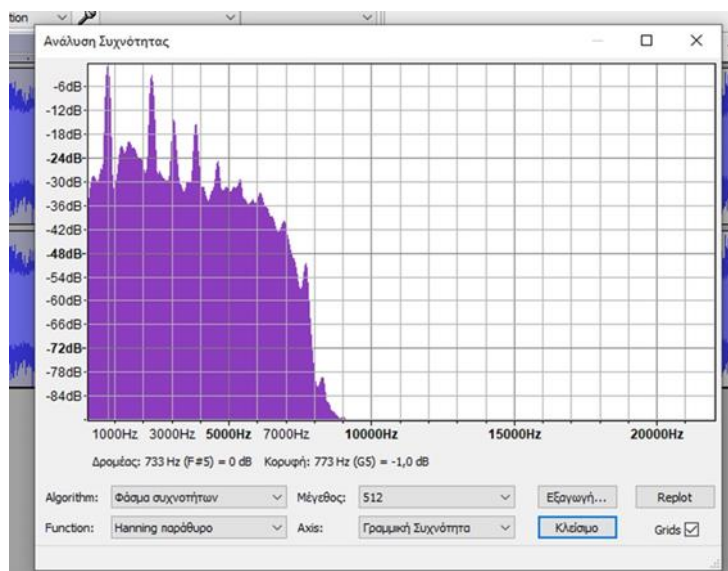 tion
Ανάλυση Συχνότητας
-6dB
-12dB
-18dB
-24dB
-30dB
-36dB
-42dB
-48dB
-54dB
-60dB
-66dB
-72dB
-78dB
-84dB
1000Hz 3000Hz 5000Hz 7000Hz 10000Hz 15000Hz 20000Hz
Δρομέας: 733 Hz (F#5) = 0 dB Κορυφή: 773 Hz (G5) = -1,0 dB
Algorithm: Φάσμα συχνοτήτων Μέγεθος: 512 Εξαγωγή... Replot
Function: Hanning παράθυρο Axis: Γραμμική Συχνότητα Κλείσιμο Grids